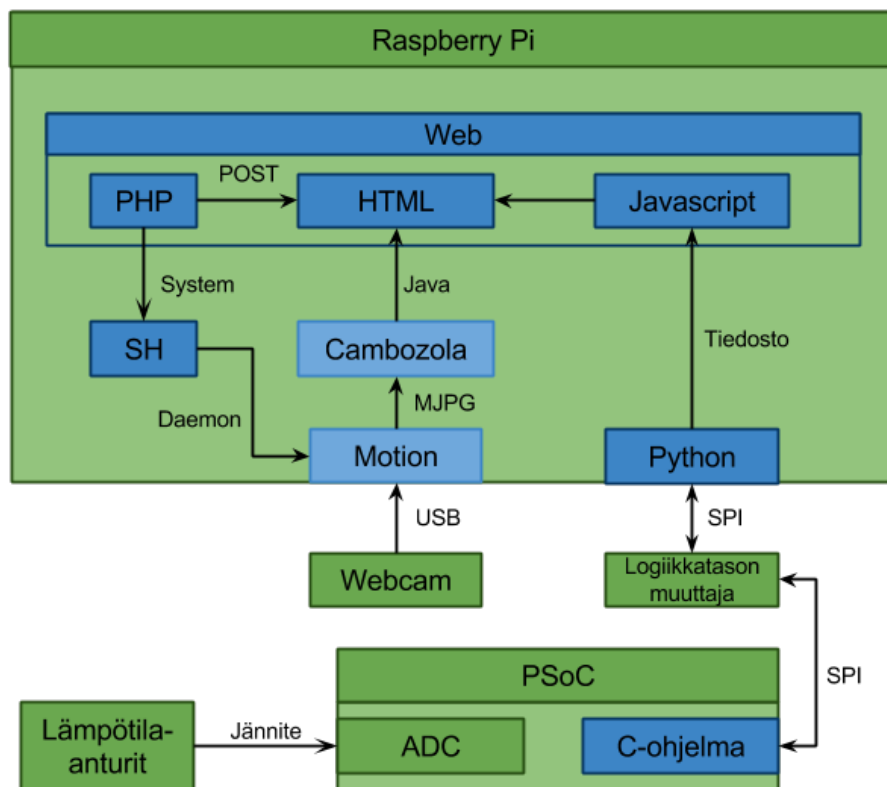 Raspberry Pi
Web
POST
PHP
HTML
Javascript
System
Java
SH
Cambozola
Tiedosto
Daemon
MJPG
Motion
Python
USB
SPI
Webcam
Logiikkatason
muuttaja
PSoC
SPI
Lämpötila-
anturit
Jännite
ADC
C-ohjelma